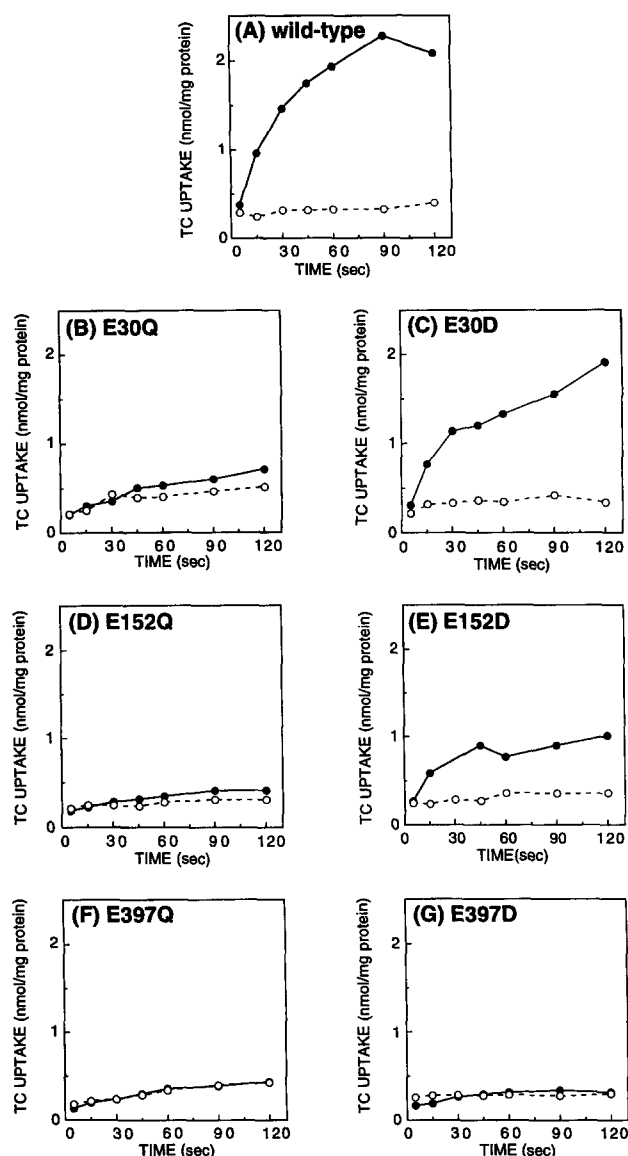 (A) wild-type
TC UPTAKE (nmol/mg protein)
2
1
0
0 30 60 90 120
TIME (sec)
(B) E30Q
TC UPTAKE (nmol/mg protein)
2
1
0
0 30 60 90 120
TIME (sec)
(C) E30D
TC UPTAKE (nmol/mg protein)
2
1
0
0 30 60 90 120
TIME (sec)
(D) E152Q
TC UPTAKE (nmol/mg protein)
2
1
0
0 30 60 90 120
TIME (sec)
(E) E152D
TC UPTAKE (nmol/mg protein)
2
1
0
0 30 60 90 120
TIME(sec)
(F) E397Q
TC UPTAKE (nmol/mg protein)
2
1
0
0 30 60 90 120
TIME (sec)
(G) E397D
TC UPTAKE (nmol/mg protein)
2
1
0
0 30 60 90 120
TIME (sec)